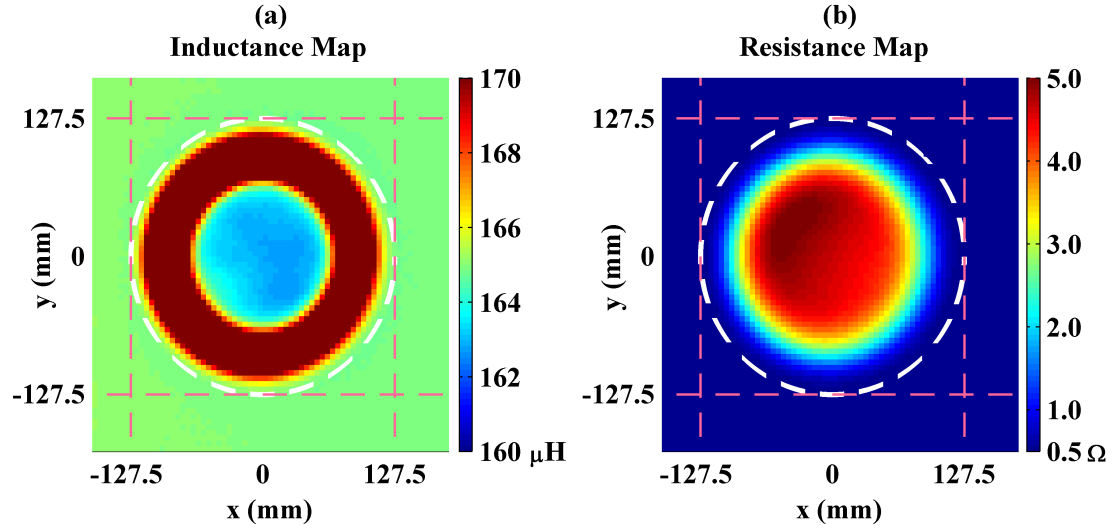 (a)
Inductance Map
127.5
0
-127.5
y (mm)
-127.5 0 127.5
x (mm)
170
168
166
164
162
160 μH
(b)
Resistance Map
127.5
0
-127.5
y (mm)
-127.5 0 127.5
x (mm)
5.0
4.0
3.0
2.0
1.0
0.5 Ω